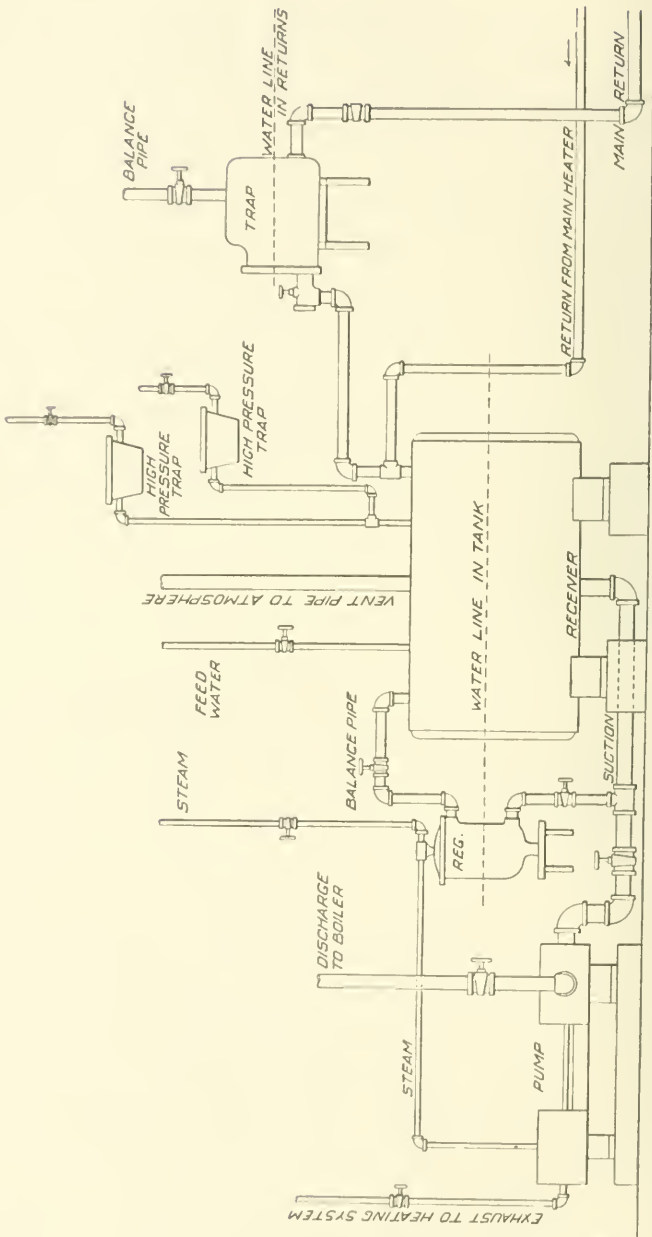 BALANCE
PIPE
WATER LINE
IN RETURNS
TRAP
MAIN RETURN
RETURN FROM MAIN HEATER
HIGH PRESSURE
TRAP
HIGH PRESSURE
TRAP
VENT PIPE TO ATMOSPHERE
FEED
WATER
WATER LINE IN TANK
RECEIVER
BALANCE PIPE
SUCTION
STEAM
REG.
DISCHARGE
TO BOILER
STEAM
PUMP
EXHAUST TO HEATING SYSTEM